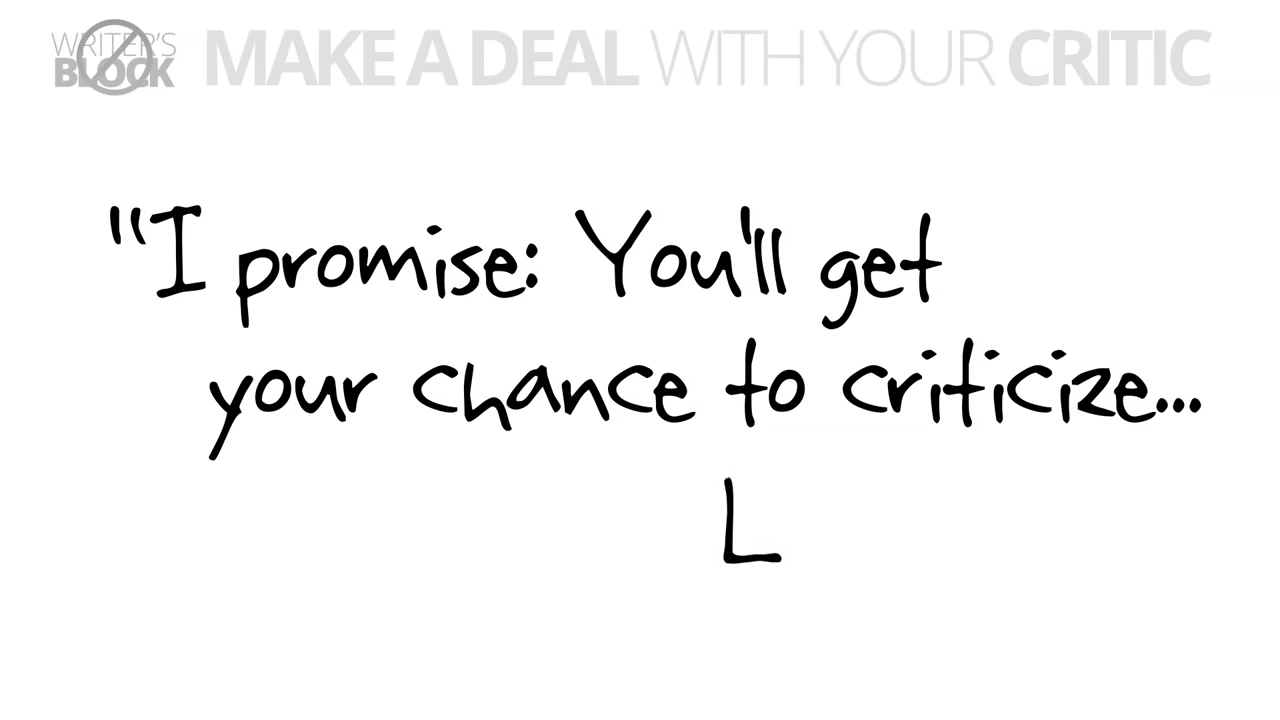 WRITER'S
BLOCK
MAKE A DEAL WITH YOUR CRITIC
"I promise: You'll get
your chance to criticize...
L